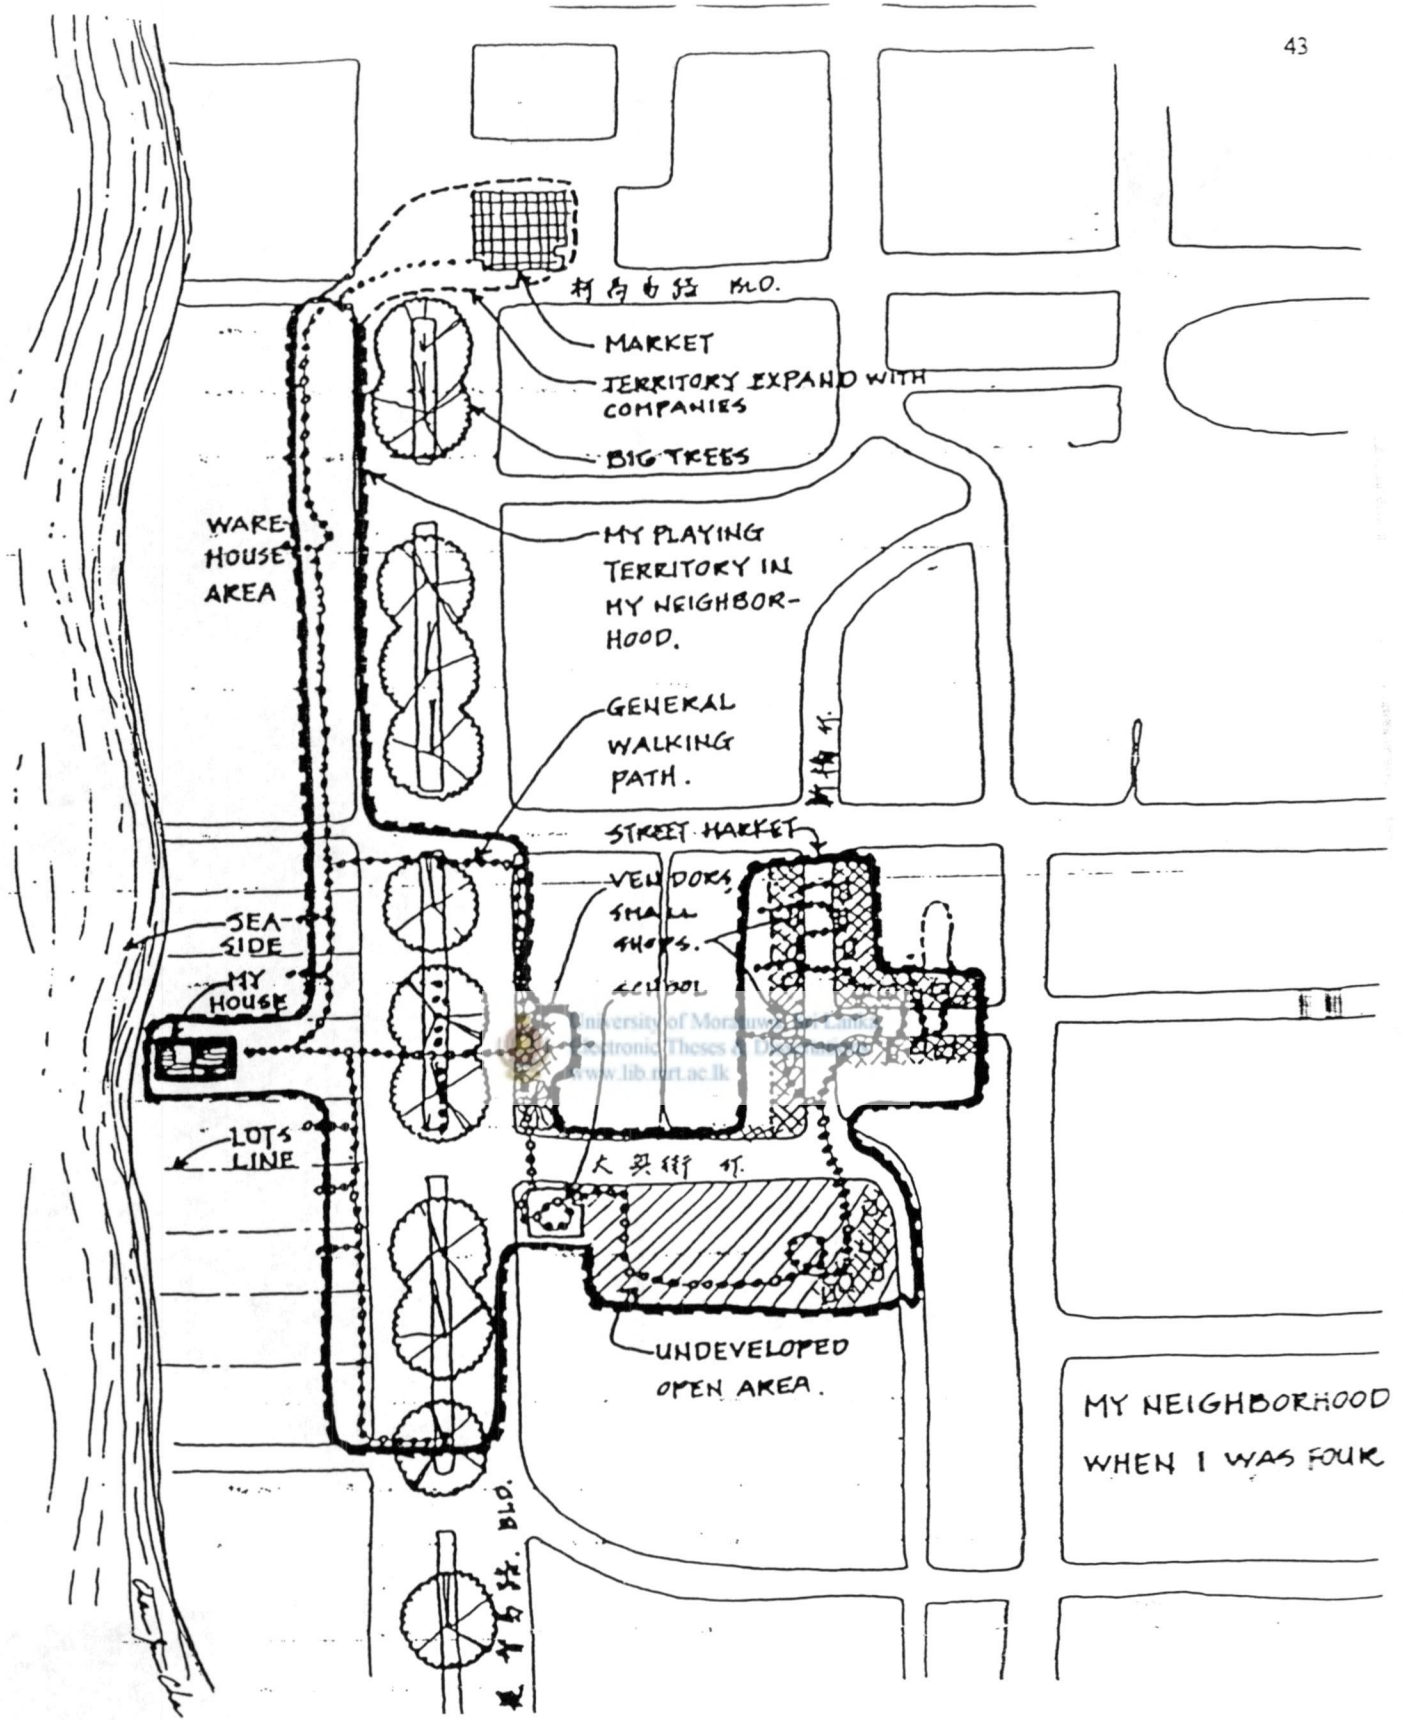 43
BLD.
MARKET
TERRITORY EXPAND WITH
COMPANIES
BIG TREES
WARE-
HOUSE
AREA
MY PLAYING
TERRITORY IN
MY NEIGHBOR-
HOOD.
GENERAL
WALKING
PATH.
STREET MARKET
VENDORS
SMALL
SHOPS.
SCHOOL
SEA-
SIDE
MY
HOUSE
University of Moratuwa, Sri Lanka.
Electronic Theses & Dissertations
www.lib.mrt.ac.lk
LOTS
LINE
UNDEVELOPED
OPEN AREA.
MY NEIGHBORHOOD
WHEN I WAS FOUR
BLD.